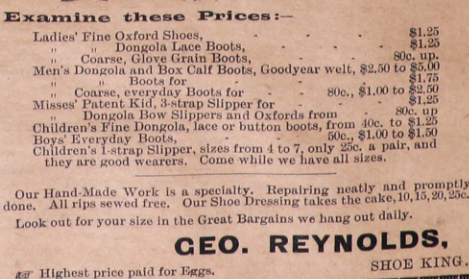 Examine these Prices:—
Ladies' Fine Oxford Shoes, - - - $1.25
" " Dongola Lace Boots, - - - $1.25
" Coarse, Glove Grain Boots, - - 80c. up.
Men's Dongola and Box Calf Boots, Goodyear welt, $2.50 to $5.00
" Boots for - - - $1.75
" Coarse, everyday Boots for - 80c., $1.00 to $2.50
Misses' Patent Kid, 3-strap Slipper for - - $1.25
" Dongola Bow Slippers and Oxfords from 80c. up
Children's Fine Dongola, lace or button boots, from 40c. to $1.25
Boys' Everyday Boots, - - 50c., $1.00 to $1.50
Children's 1-strap Slipper, sizes from 4 to 7, only 25c. a pair, and
they are good wearers. Come while we have all sizes.
Our Hand-Made Work is a specialty. Repairing neatly and promptly
done. All rips sewed free. Our Shoe Dressing takes the cake, 10, 15, 20, 25c.
Look out for your size in the Great Bargains we hang out daily.
GEO. REYNOLDS,
SHOE KING.
☞ Highest price paid for Eggs.